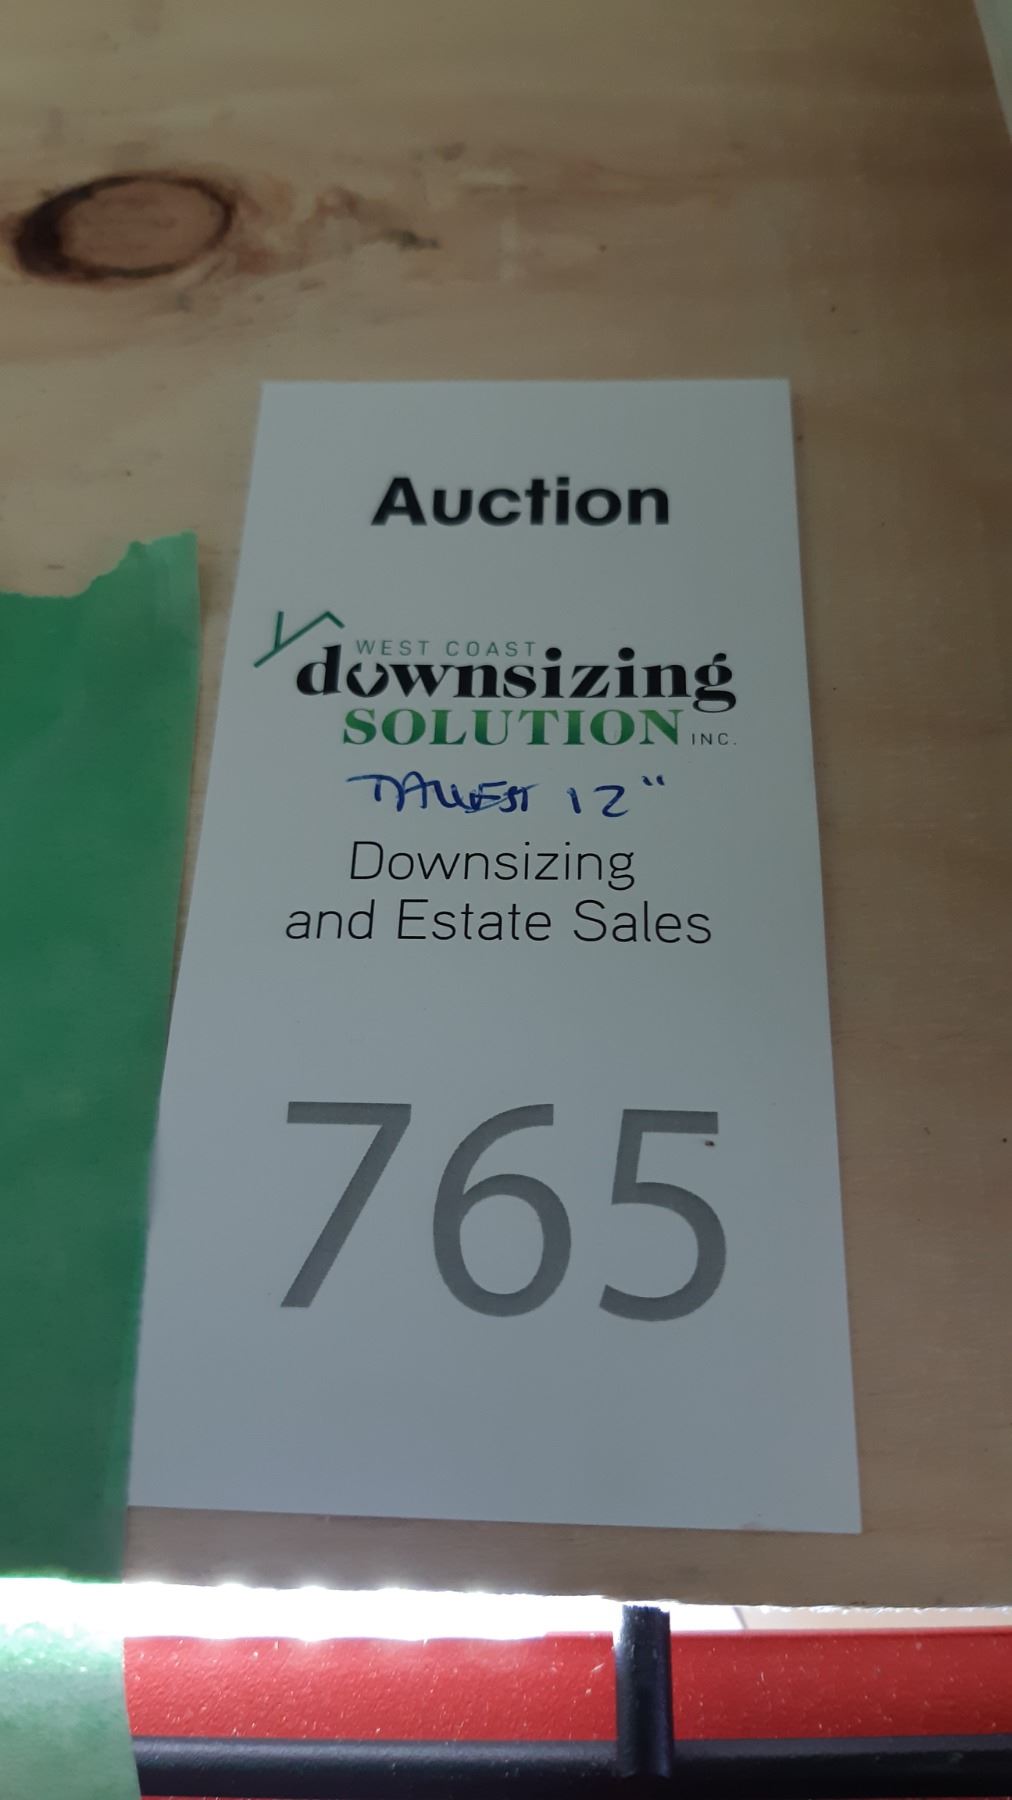 Auction
WEST COAST
downsizing
SOLUTION INC.
TALLEST 12"
Downsizing
and Estate Sales
765